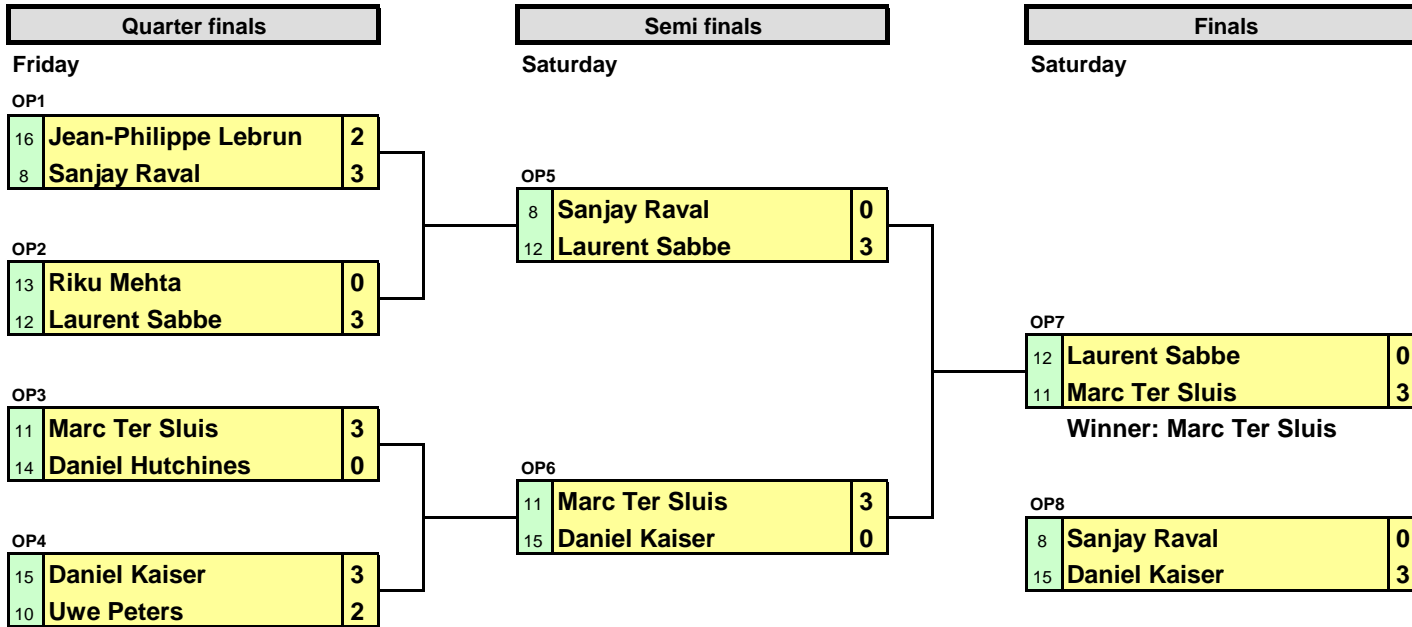 Quarter finals
Semi finals
Finals
Friday
Saturday
Saturday
OP1
16 Jean-Philippe Lebrun 2
8 Sanjay Raval 3
OP2
13 Riku Mehta 0
12 Laurent Sabbe 3
OP3
11 Marc Ter Sluis 3
14 Daniel Hutchines 0
OP4
15 Daniel Kaiser 3
10 Uwe Peters 2
OP5
8 Sanjay Raval 0
12 Laurent Sabbe 3
OP6
11 Marc Ter Sluis 3
15 Daniel Kaiser 0
OP7
12 Laurent Sabbe 0
11 Marc Ter Sluis 3
Winner: Marc Ter Sluis
OP8
8 Sanjay Raval 0
15 Daniel Kaiser 3